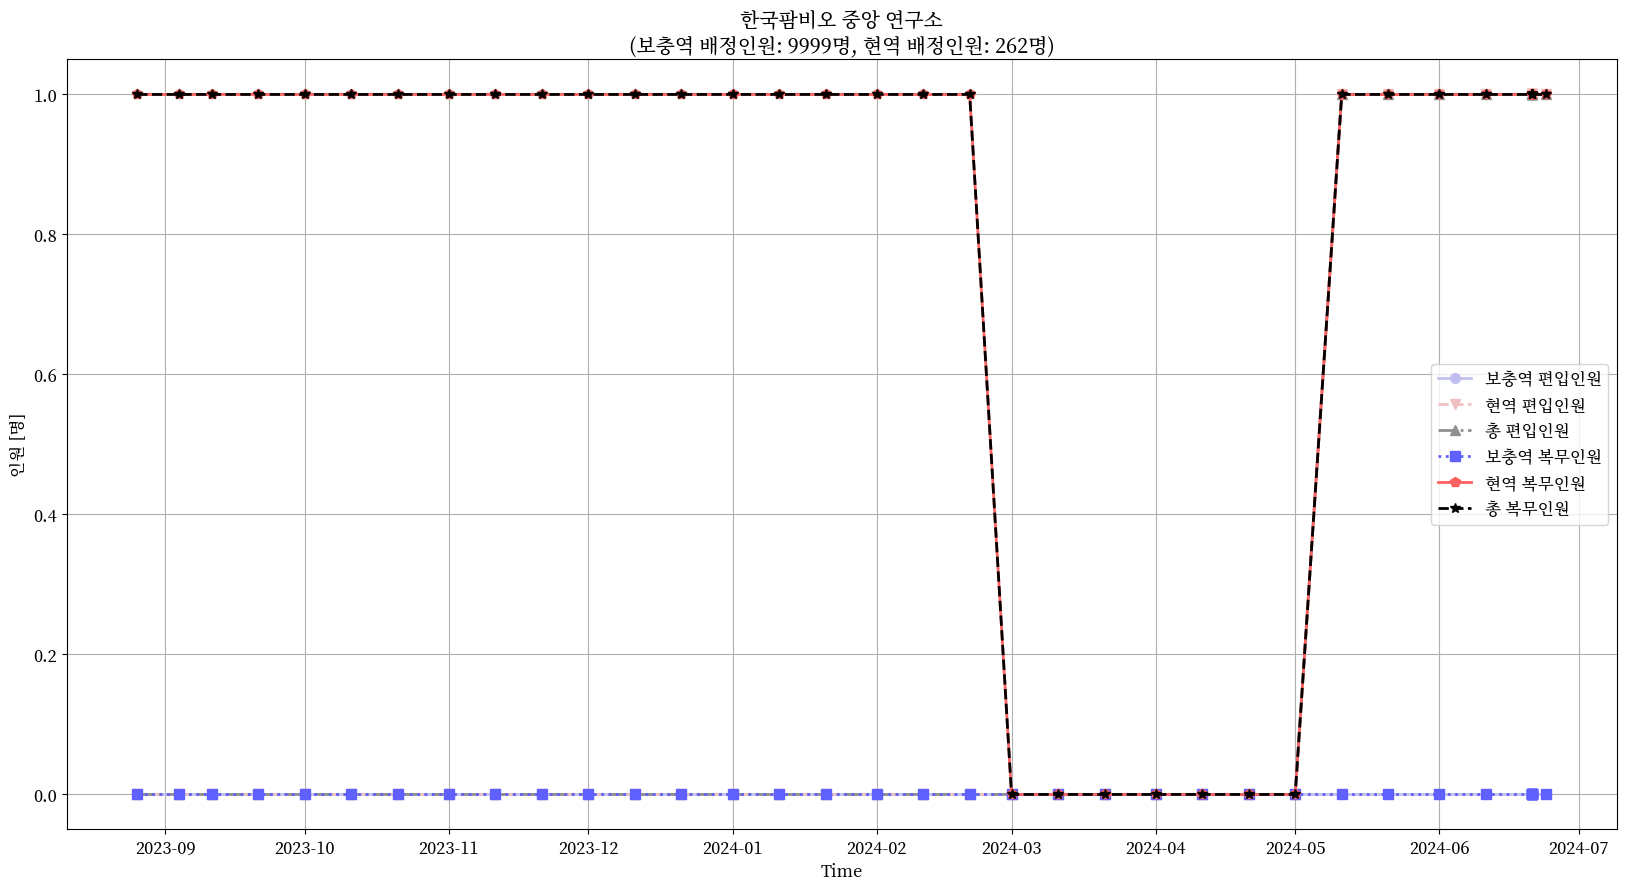 한국팜비오 중앙 연구소
(보충역 배정인원: 9999명, 현역 배정인원: 262명)
1.0
0.8
0.6
0.4
0.2
0.0
인원 [명]
보충역 편입인원
현역 편입인원
총 편입인원
보충역 복무인원
현역 복무인원
총 복무인원
2023-09 2023-10 2023-11 2023-12 2024-01 2024-02 2024-03 2024-04 2024-05 2024-06 2024-07
Time